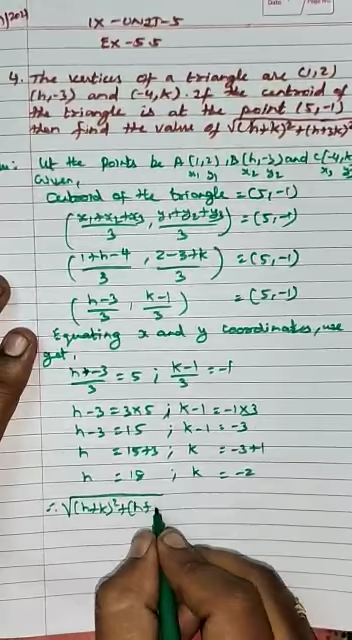 IX - UNIT-5
EX - 5.5
4. The vertices of a triangle are (1,2)
(h,-3) and (-4,k). If the centroid of
the triangle is at the point (5,-1)
then find the value of √(h+k)²+(h+3k)²
Let the points be A(1,2), B(h,-3) and C(-4,k
x₁ y₁ x₂ y₂ x₃ y₃
Given,
Centroid of the triangle = (5,-1)
(x₁+x₂+x₃/3, y₁+y₂+y₃/3) = (5,-1)
(1+h-4/3, 2-3+k/3) = (5,-1)
(h-3/3, k-1/3) = (5,-1)
Equating x and y coordinates, we
get,
h-3/3 = 5 ; k-1/3 = -1
h-3 = 3×5 ; k-1 = -1×3
h-3 = 15 ; k-1 = -3
h = 15+3 ; k = -3+1
h = 18 ; k = -2
∴ √(h+k)²+(h+